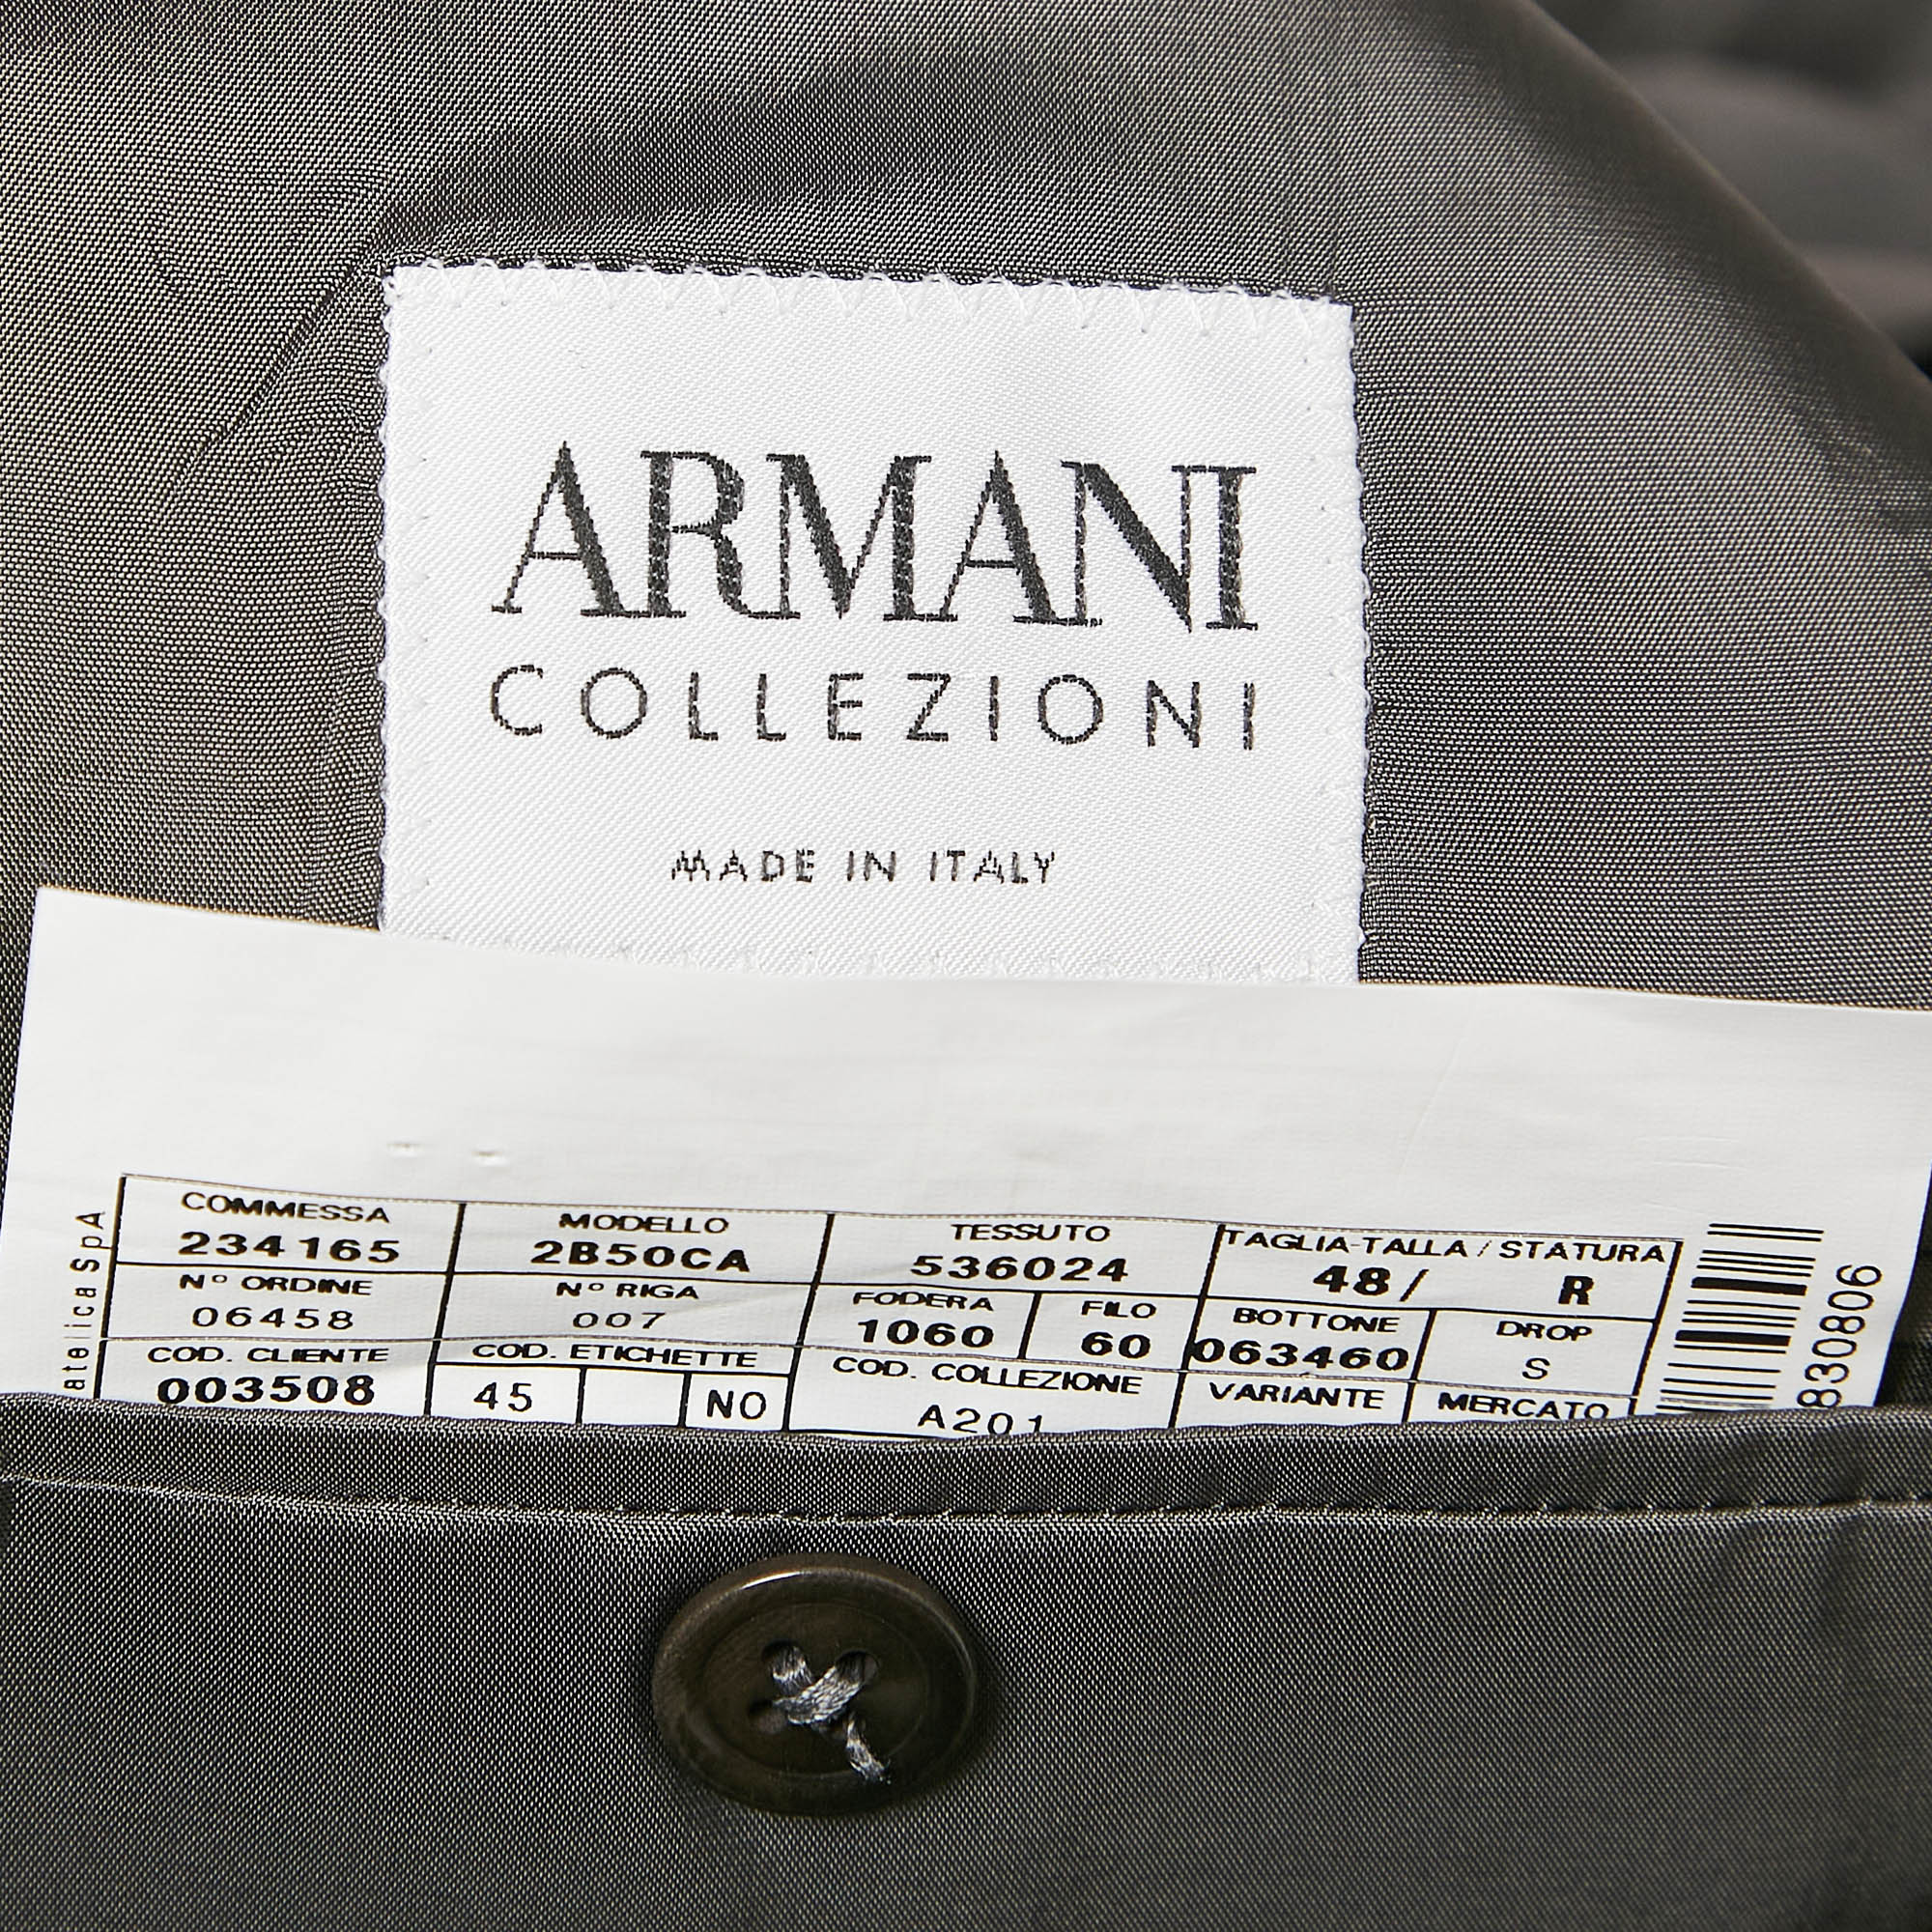 ARMANI
COLLEZIONI
MADE IN ITALY
COMMESSA MODELLO TESSUTO TAGLIA-TALLA / STATURA
234165 2B50CA 536024 48/ R
N° ORDINE N° RIGA FODERA FILO BOTTONE DROP
06458 007 1060 60 063460 S
COD. CLIENTE COD. ETICHETTE COD. COLLEZIONE VARIANTE MERCATO
003508 45 NO A201
SpA
830806